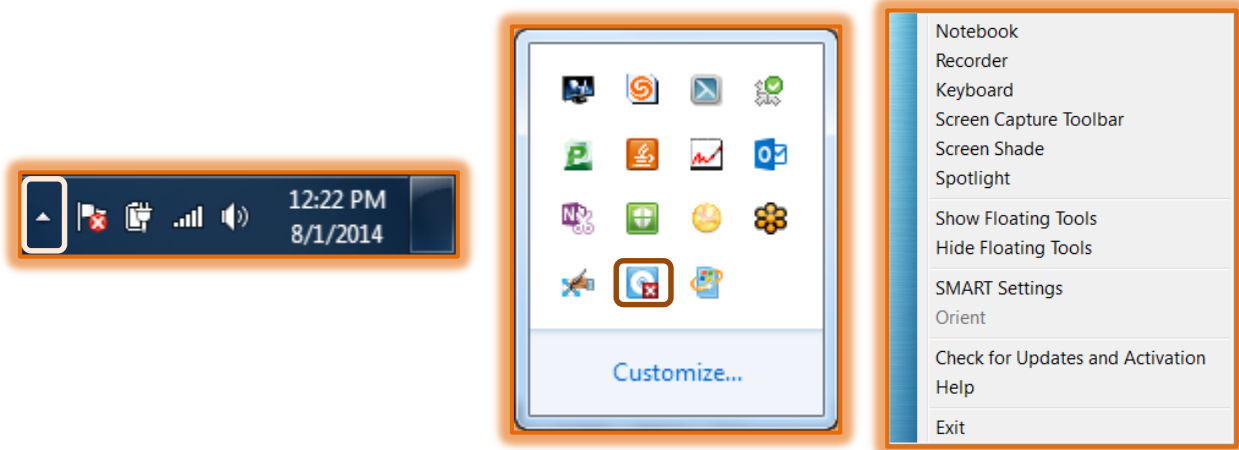 12:22 PM
8/1/2014
Customize...
Notebook
Recorder
Keyboard
Screen Capture Toolbar
Screen Shade
Spotlight
Show Floating Tools
Hide Floating Tools
SMART Settings
Orient
Check for Updates and Activation
Help
Exit